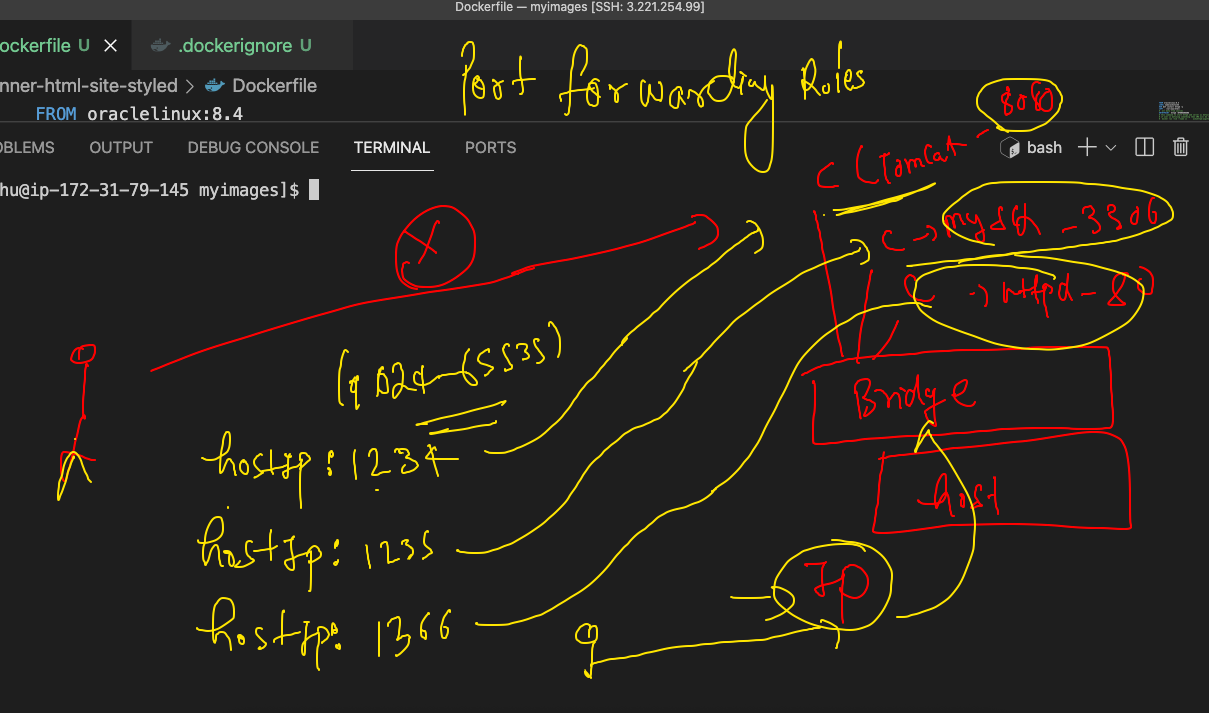 Dockerfile — myimages [SSH: 3.221.254.99]
ockerfile U
.dockerignore U
nner-html-site-styled > Dockerfile
FROM oraclelinux:8.4
Port forwarding Rules
OBLEMS OUTPUT DEBUG CONSOLE TERMINAL PORTS
bash
hu@ip-172-31-79-145 myimages]$
8080
C (Tomcat -
C → mysql - 3306
C → httpd - 80
(1024-65535)
Bridge
host
hostip:1234
hostIp: 1235
hostIp: 1366
Ip